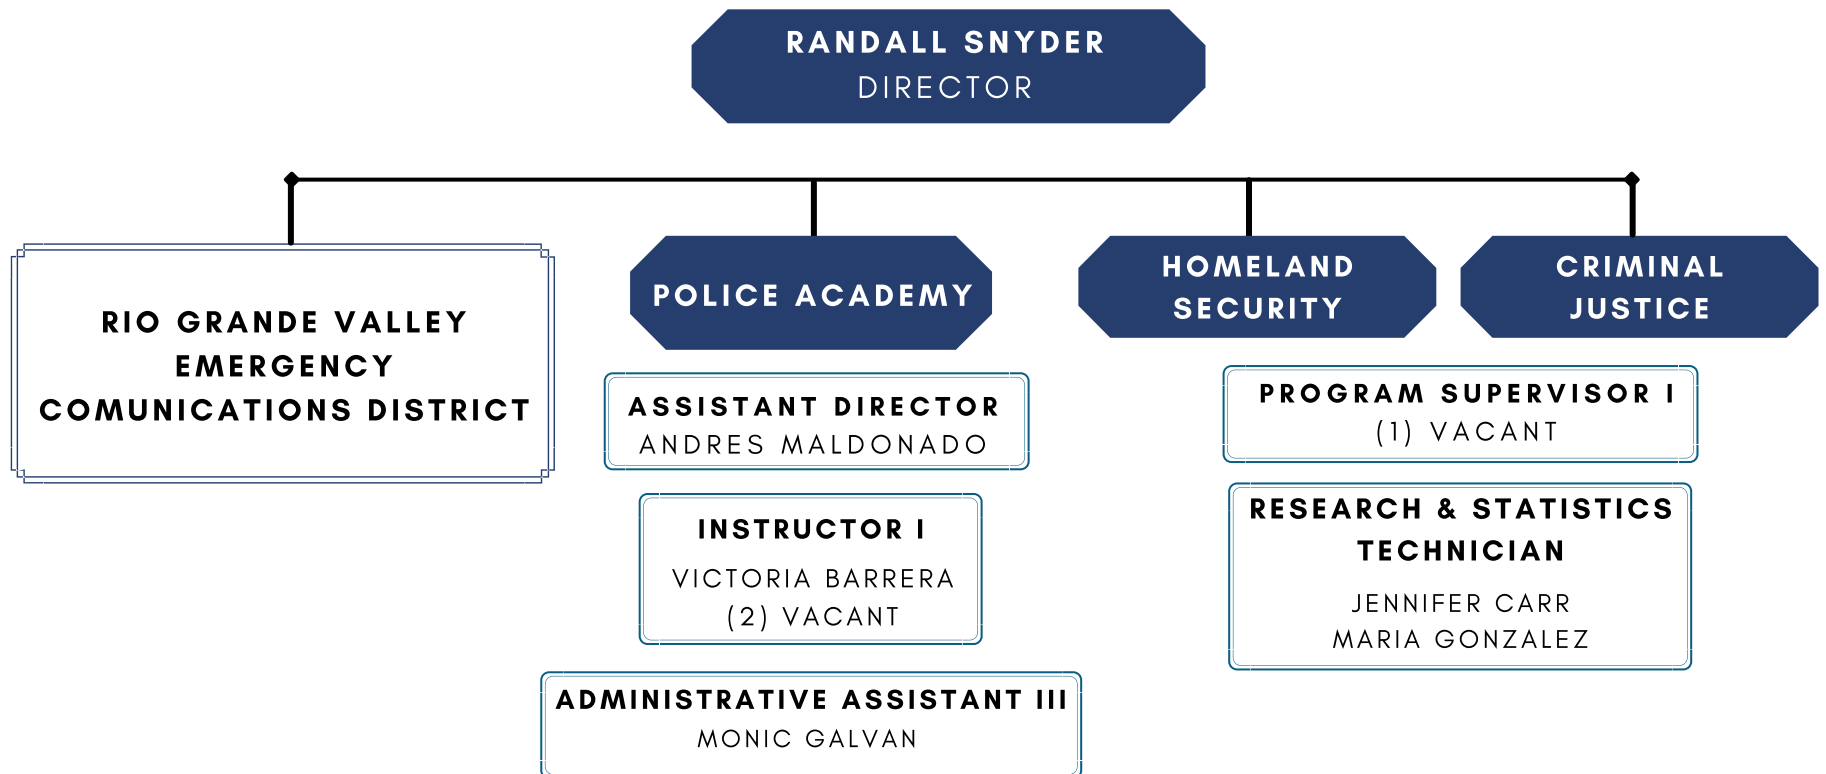 RANDALL SNYDER
DIRECTOR
RIO GRANDE VALLEY
EMERGENCY
COMUNICATIONS DISTRICT
POLICE ACADEMY
ASSISTANT DIRECTOR
ANDRES MALDONADO
INSTRUCTOR I
VICTORIA BARRERA
(2) VACANT
ADMINISTRATIVE ASSISTANT III
MONIC GALVAN
HOMELAND
SECURITY
CRIMINAL
JUSTICE
PROGRAM SUPERVISOR I
(1) VACANT
RESEARCH & STATISTICS
TECHNICIAN
JENNIFER CARR
MARIA GONZALEZ